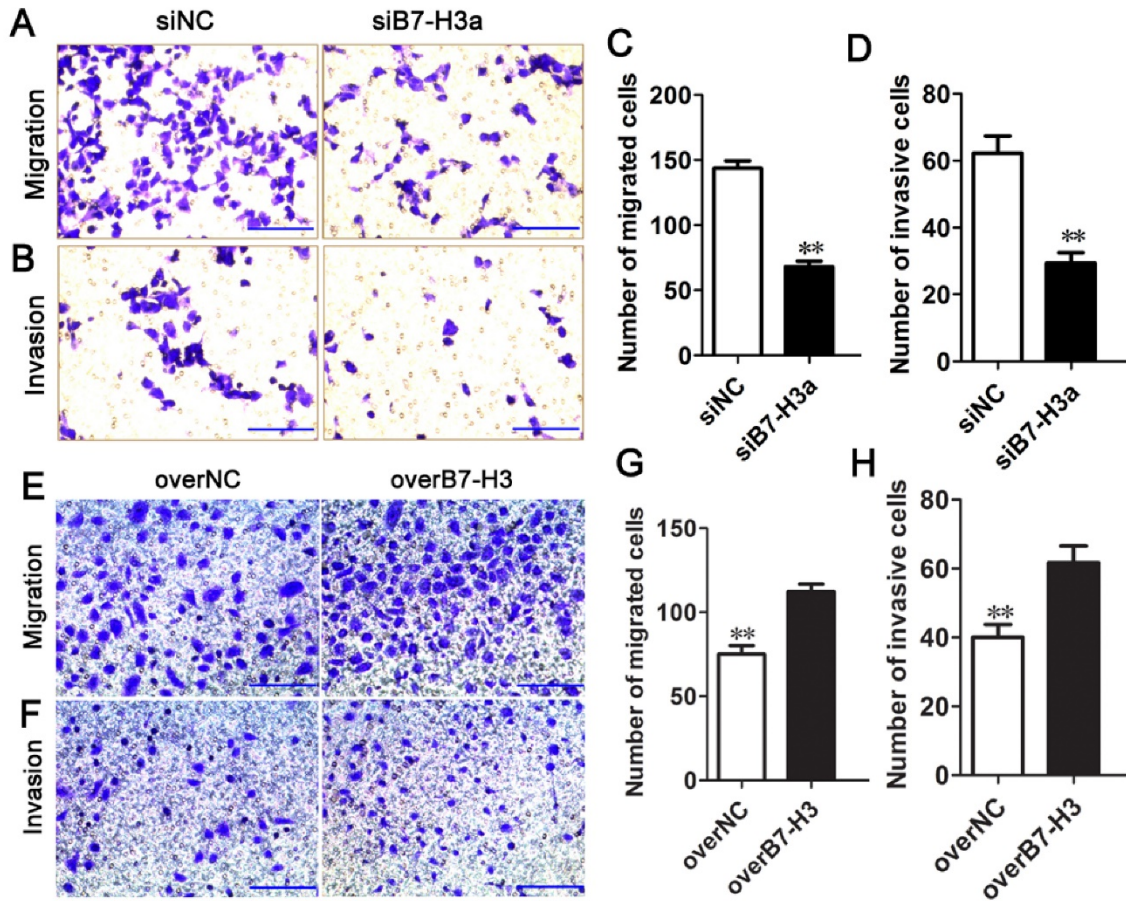 A
siNC
siB7-H3a
Migration
B
Invasion
C
Number of migrated cells
200
150
100
50
0
**
siNC
siB7-H3a
D
Number of invasive cells
80
60
40
20
0
**
siNC
siB7-H3a
E
overNC
overB7-H3
Migration
F
Invasion
G
Number of migrated cells
150
100
50
0
**
overNC
overB7-H3
H
Number of invasive cells
80
60
40
20
0
**
overNC
overB7-H3